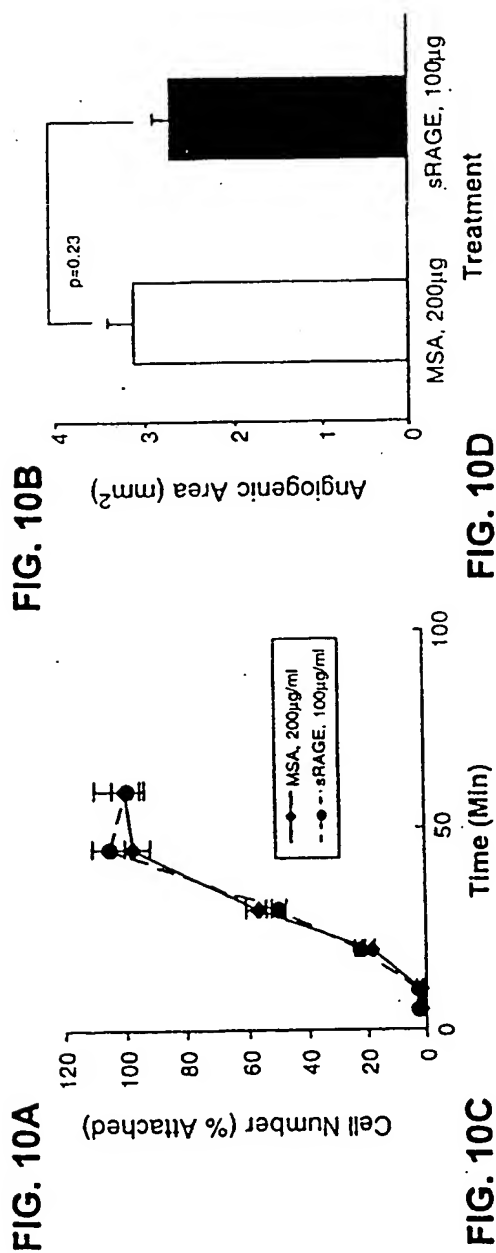 FIG. 10A
Cell Number (% Attached)
120
100
80
60
40
20
0
0
50
100
Time (Min)
MSA, 200µg/ml
sRAGE, 100µg/ml
FIG. 10B
Angiogenic Area (mm²)
4
3
2
1
0
p=0.23
MSA, 200µg
sRAGE, 100µg
Treatment
FIG. 10C
FIG. 10D